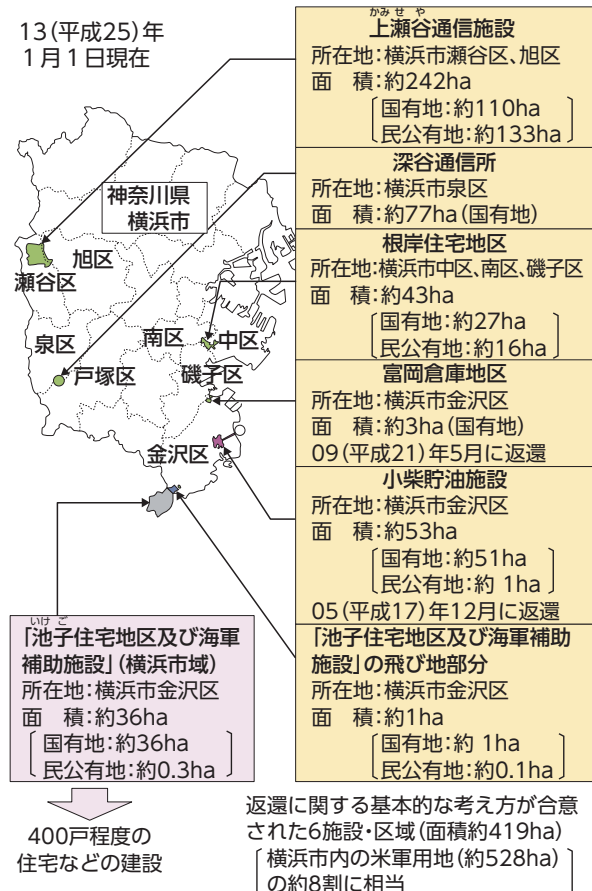 13(平成25)年
1月1日現在
かみせや
上瀬谷通信施設
所在地:横浜市瀬谷区、旭区
面　積:約242ha
国有地:約110ha
民公有地:約133ha
深谷通信所
所在地:横浜市泉区
面　積:約77ha(国有地)
根岸住宅地区
所在地:横浜市中区、南区、磯子区
面　積:約43ha
国有地:約27ha
民公有地:約16ha
富岡倉庫地区
所在地:横浜市金沢区
面　積:約3ha(国有地)
09(平成21)年5月に返還
小柴貯油施設
所在地:横浜市金沢区
面　積:約53ha
国有地:約51ha
民公有地:約 1ha
05(平成17)年12月に返還
「池子住宅地区及び海軍補助
施設」の飛び地部分
所在地:横浜市金沢区
面　積:約1ha
国有地:約 1ha
民公有地:約0.1ha
神奈川県
横浜市
旭区
瀬谷区
泉区
南区
中区
戸塚区
磯子区
金沢区
いけご
「池子住宅地区及び海軍
補助施設」(横浜市域)
所在地:横浜市金沢区
面　積:約36ha
国有地:約36ha
民公有地:約0.3ha
400戸程度の
住宅などの建設
返還に関する基本的な考え方が合意
された6施設・区域(面積約419ha)
横浜市内の米軍用地(約528ha)
の約8割に相当